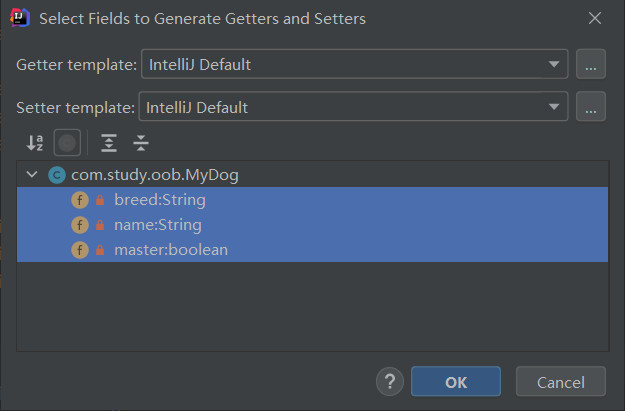 Select Fields to Generate Getters and Setters
Getter template: IntelliJ Default ...
Setter template: IntelliJ Default ...
com.study.oob.MyDog
breed:String
name:String
master:boolean
? OK Cancel